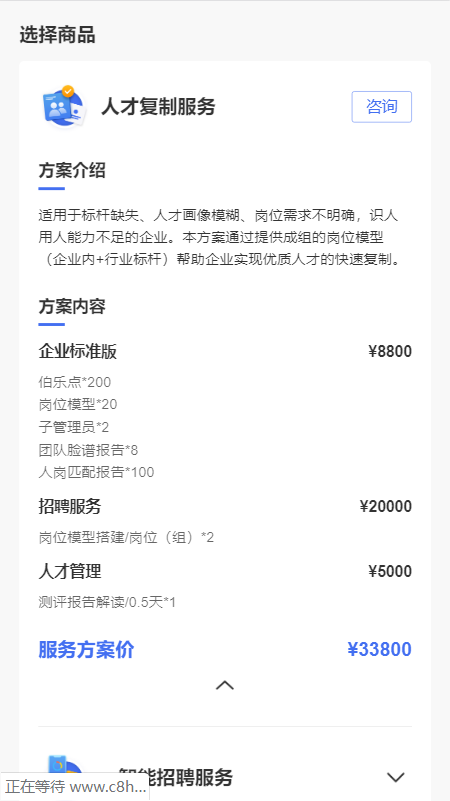 选择商品
人才复制服务
咨询
方案介绍
适用于标杆缺失、人才画像模糊、岗位需求不明确，识人
用人能力不足的企业。本方案通过提供成组的岗位模型
（企业内+行业标杆）帮助企业实现优质人才的快速复制。
方案内容
企业标准版 ¥8800
伯乐点*200
岗位模型*20
子管理员*2
团队脸谱报告*8
人岗匹配报告*100
招聘服务 ¥20000
岗位模型搭建/岗位（组）*2
人才管理 ¥5000
测评报告解读/0.5天*1
服务方案价 ¥33800
智能招聘服务
正在等待 www.c8h...